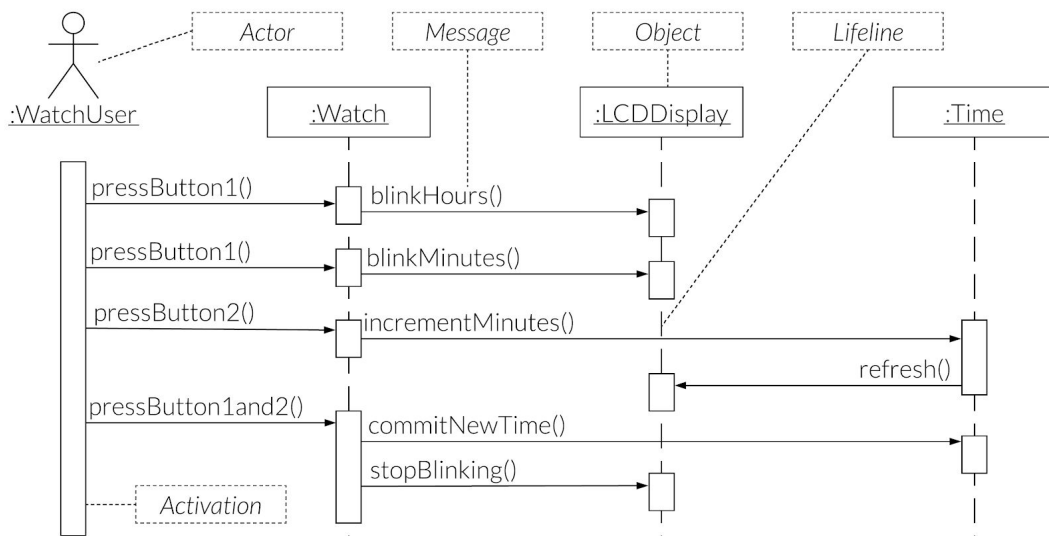 Actor
Message
Object
Lifeline
:WatchUser
:Watch
:LCDDisplay
:Time
pressButton1()
blinkHours()
pressButton1()
blinkMinutes()
pressButton2()
incrementMinutes()
refresh()
pressButton1and2()
commitNewTime()
stopBlinking()
Activation